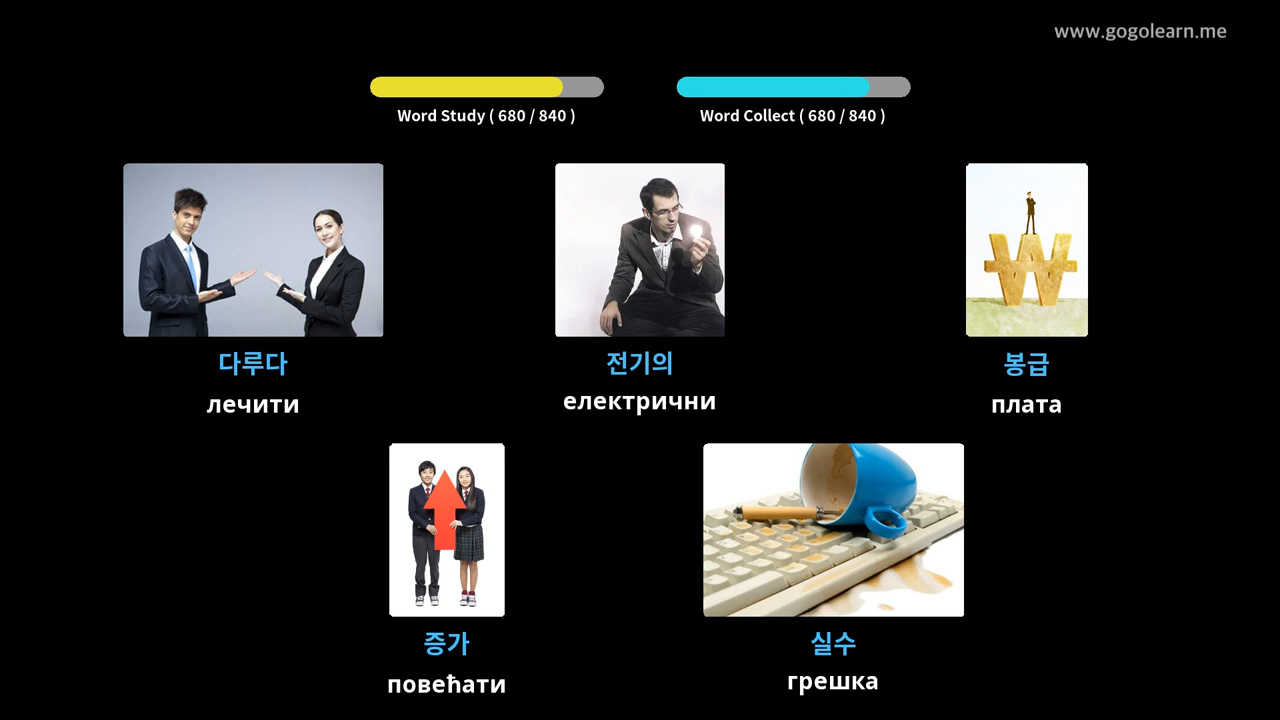 www.gogolearn.me
Word Study ( 680 / 840 )
Word Collect ( 680 / 840 )
다루다
лечити
전기의
електрични
봉급
плата
증가
повећати
실수
грешка